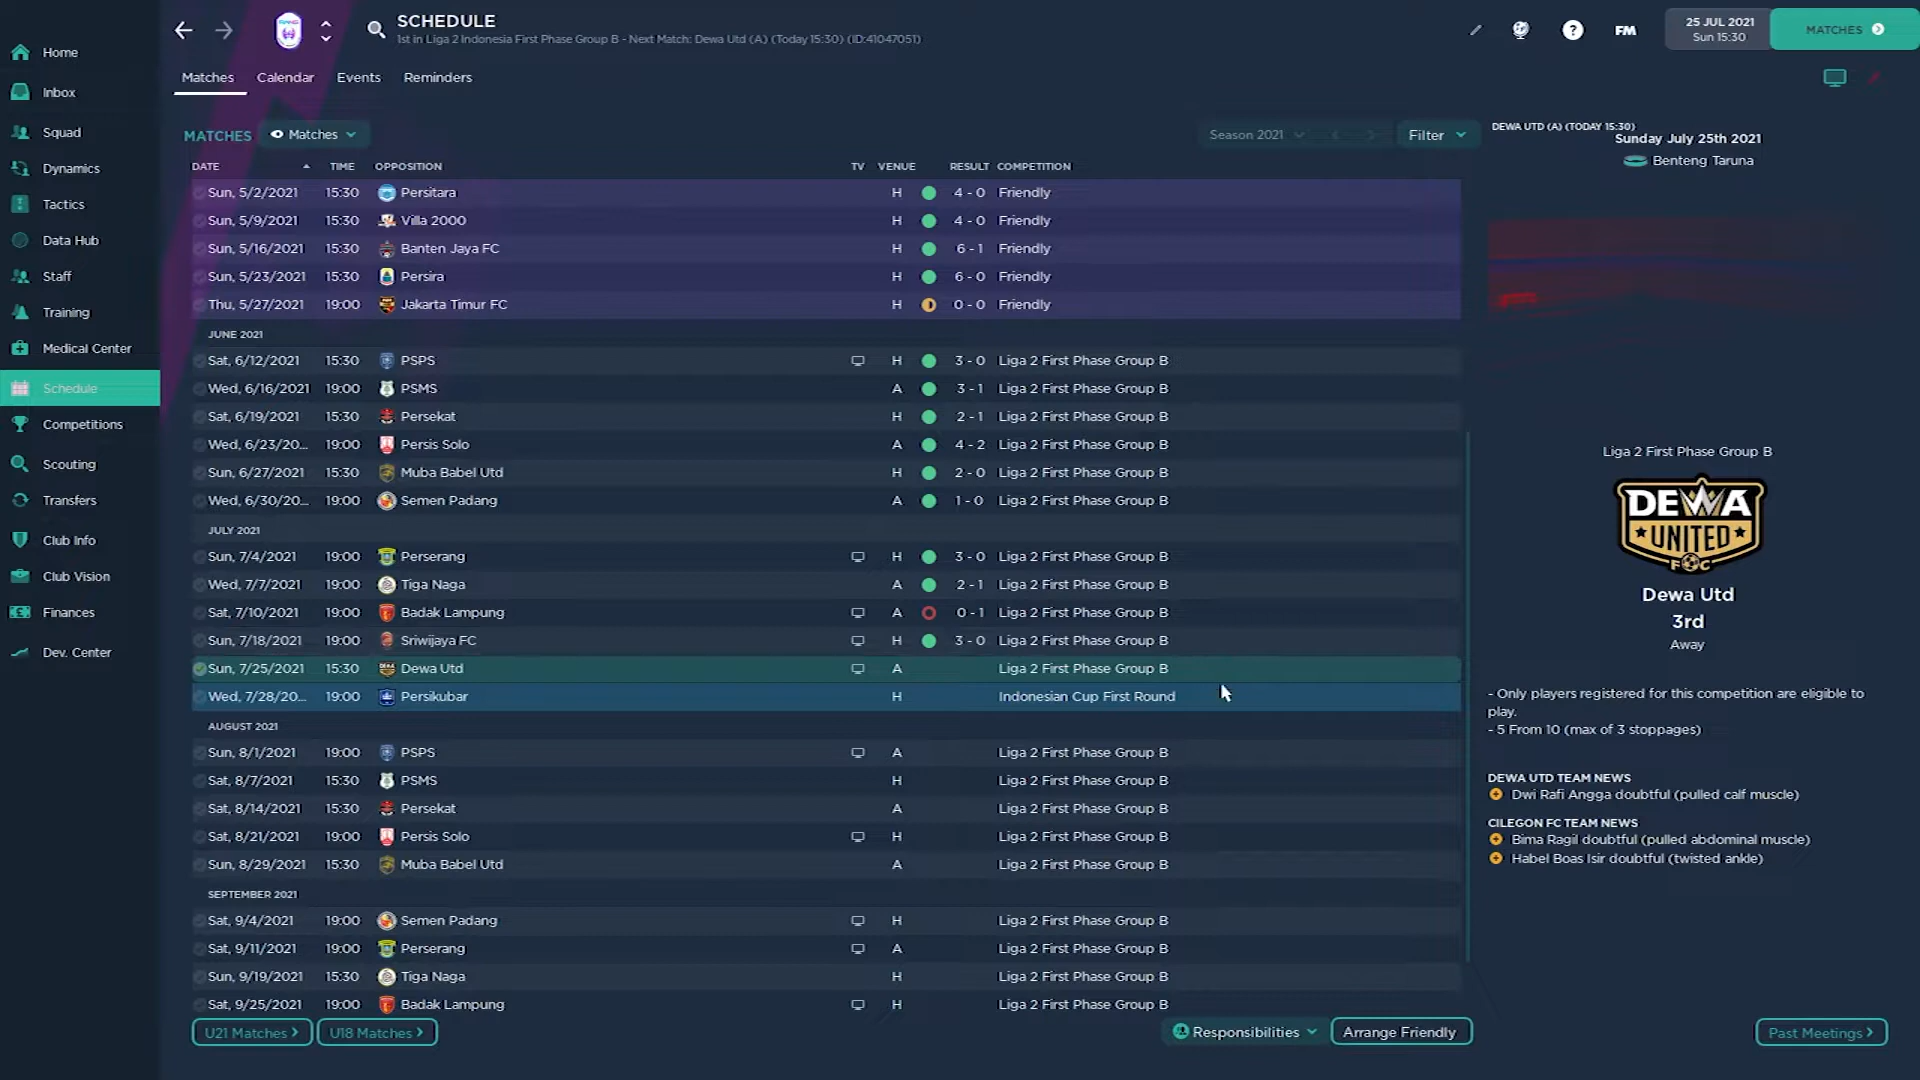 SCHEDULE
1st in Liga 2 Indonesia First Phase Group B - Next Match: Dewa Utd (A) (Today 15:30) (ID:41047051)
FM
25 JUL 2021
Sun 15:30
MATCHES
Home
Inbox
Squad
Dynamics
Tactics
Data Hub
Staff
Training
Medical Center
Schedule
Competitions
Scouting
Transfers
Club Info
Club Vision
Finances
Dev. Center
Matches Calendar Events Reminders
MATCHES Matches Season 2021 Filter
DATE TIME OPPOSITION TV VENUE RESULT COMPETITION
Sun, 5/2/2021 15:30 Persitara H 4 - 0 Friendly
Sun, 5/9/2021 15:30 Villa 2000 H 4 - 0 Friendly
Sun, 5/16/2021 15:30 Banten Jaya FC H 6 - 1 Friendly
Sun, 5/23/2021 15:30 Persira H 6 - 0 Friendly
Thu, 5/27/2021 19:00 Jakarta Timur FC H 0 - 0 Friendly
JUNE 2021
Sat, 6/12/2021 15:30 PSPS H 3 - 0 Liga 2 First Phase Group B
Wed, 6/16/2021 19:00 PSMS A 3 - 1 Liga 2 First Phase Group B
Sat, 6/19/2021 15:30 Persekat H 2 - 1 Liga 2 First Phase Group B
Wed, 6/23/20... 19:00 Persis Solo A 4 - 2 Liga 2 First Phase Group B
Sun, 6/27/2021 15:30 Muba Babel Utd H 2 - 0 Liga 2 First Phase Group B
Wed, 6/30/20... 19:00 Semen Padang A 1 - 0 Liga 2 First Phase Group B
JULY 2021
Sun, 7/4/2021 19:00 Perserang H 3 - 0 Liga 2 First Phase Group B
Wed, 7/7/2021 19:00 Tiga Naga A 2 - 1 Liga 2 First Phase Group B
Sat, 7/10/2021 19:00 Badak Lampung A 0 - 1 Liga 2 First Phase Group B
Sun, 7/18/2021 19:00 Sriwijaya FC H 3 - 0 Liga 2 First Phase Group B
Sun, 7/25/2021 15:30 Dewa Utd A Liga 2 First Phase Group B
Wed, 7/28/20... 19:00 Persikubar H Indonesian Cup First Round
AUGUST 2021
Sun, 8/1/2021 19:00 PSPS A Liga 2 First Phase Group B
Sat, 8/7/2021 15:30 PSMS H Liga 2 First Phase Group B
Sat, 8/14/2021 15:30 Persekat A Liga 2 First Phase Group B
Sat, 8/21/2021 19:00 Persis Solo H Liga 2 First Phase Group B
Sun, 8/29/2021 15:30 Muba Babel Utd A Liga 2 First Phase Group B
SEPTEMBER 2021
Sat, 9/4/2021 19:00 Semen Padang H Liga 2 First Phase Group B
Sat, 9/11/2021 19:00 Perserang A Liga 2 First Phase Group B
Sun, 9/19/2021 15:30 Tiga Naga H Liga 2 First Phase Group B
Sat, 9/25/2021 19:00 Badak Lampung H Liga 2 First Phase Group B
U21 Matches > U18 Matches > Responsibilities Arrange Friendly
DEWA UTD (A) (TODAY 15:30)
Sunday July 25th 2021
Benteng Taruna
Liga 2 First Phase Group B
DEWA
UNITED
FC
Dewa Utd
3rd
Away
- Only players registered for this competition are eligible to
play.
- 5 From 10 (max of 3 stoppages)
DEWA UTD TEAM NEWS
Dwi Rafi Angga doubtful (pulled calf muscle)
CILEGON FC TEAM NEWS
Bima Ragil doubtful (pulled abdominal muscle)
Habel Boas Isir doubtful (twisted ankle)
Past Meetings >